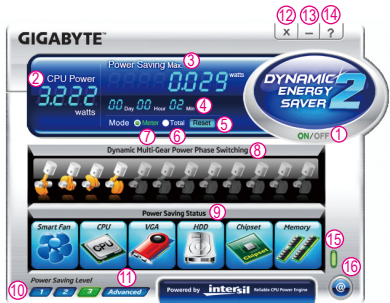 12 13 14
x – ?
GIGABYTE™
Power Saving Max 3
2 CPU Power
0.029 watts
3.222
watts
00 Day 00 Hour 02 Min 4
Mode Meter Total Reset 5
7 6
DYNAMIC
ENERGY
SAVER 2
ON/OFF 1
Dynamic Multi-Gear Power Phase Switching 8
Power Saving Status 9
Smart Fan CPU VGA HDD Chipset Memory
CPU
Chipset
15
16
Power Saving Level 11
10 1 2 3 Advanced
Powered by intersil Reliable CPU Power Engine
@